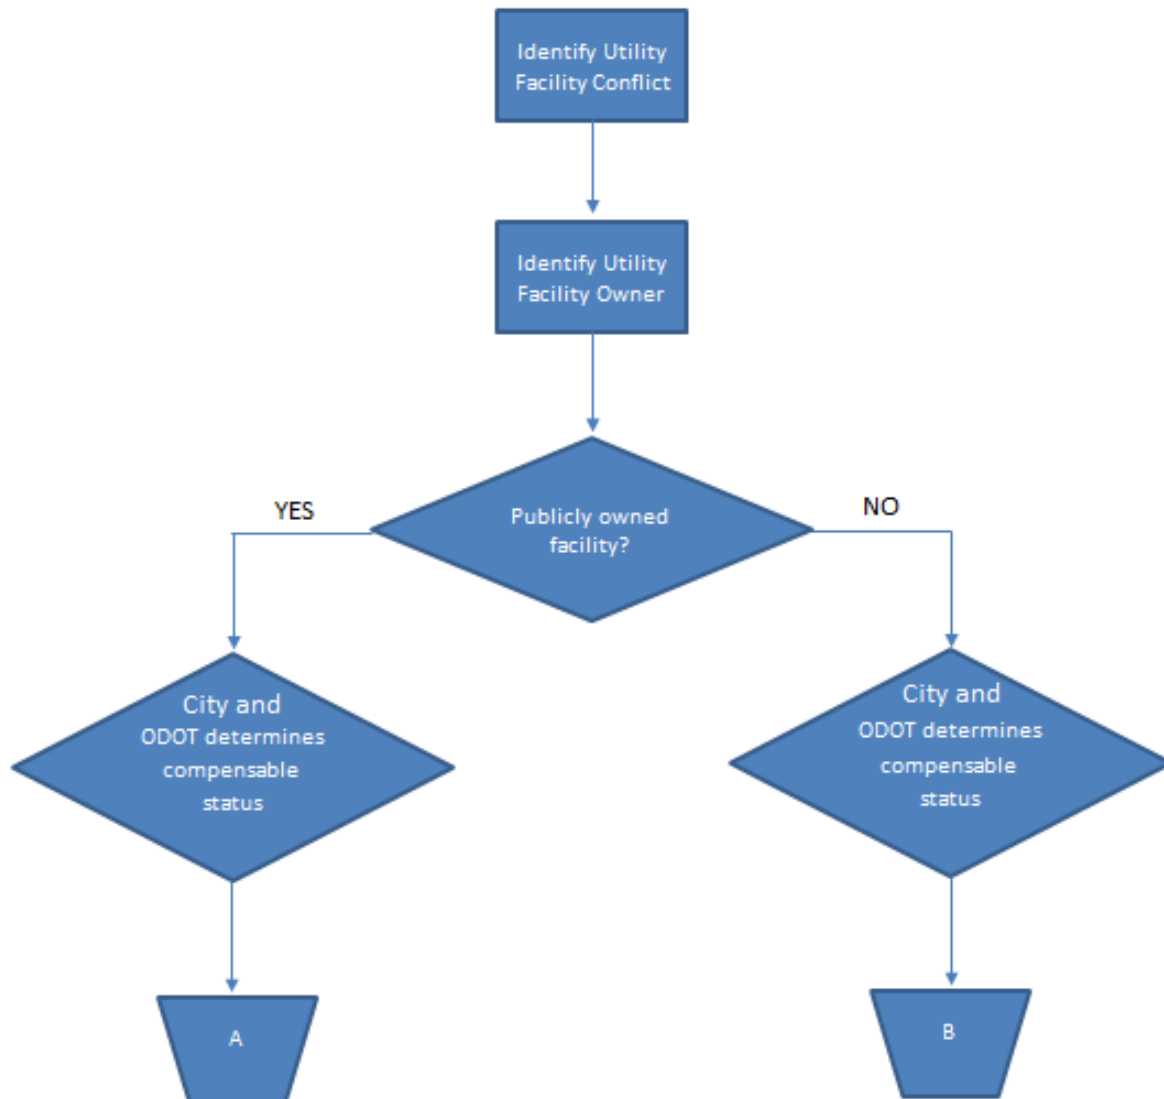 Identify Utility
Facility Conflict
Identify Utility
Facility Owner
Publicly owned
facility?
YES
NO
City and
ODOT determines
compensable
status
City and
ODOT determines
compensable
status
A
B